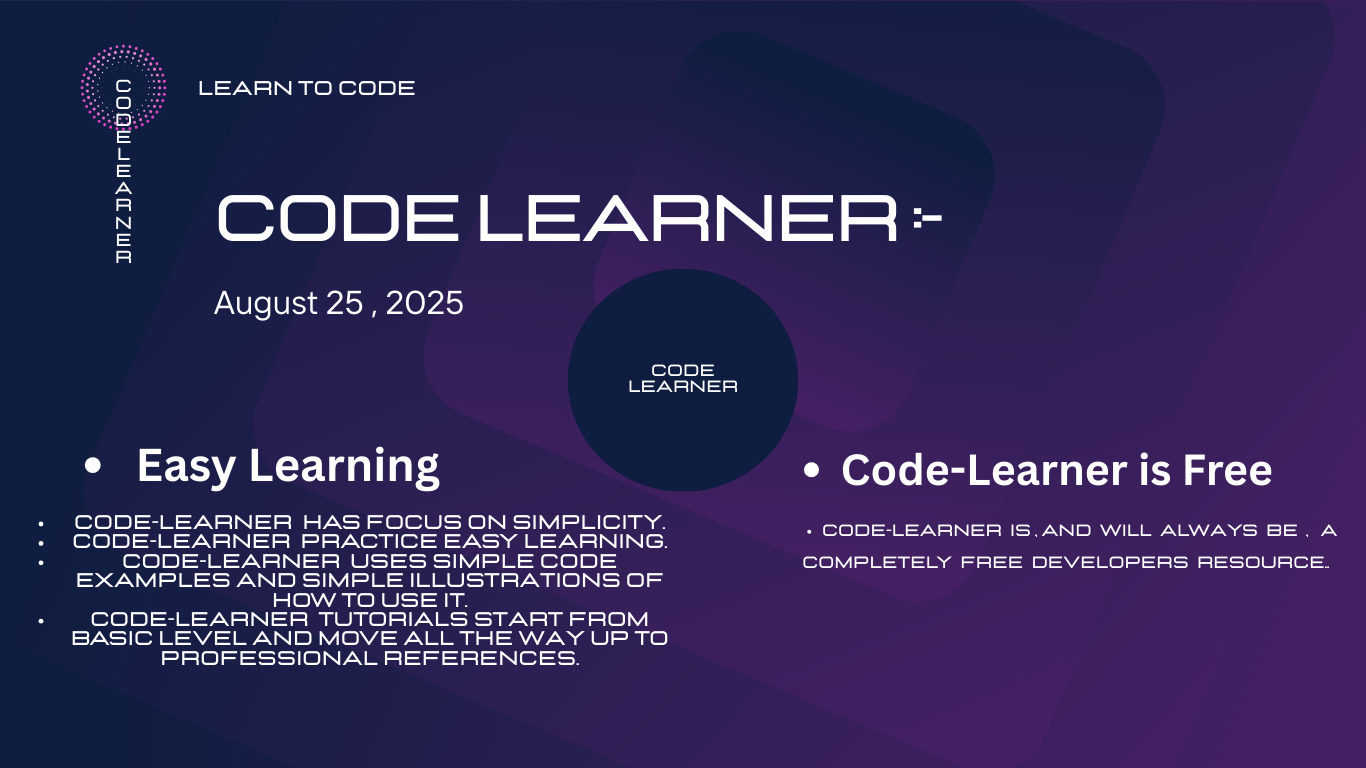 CODELEARNER
LEARN TO CODE
CODE LEARNER :-
August 25 , 2025
CODE
LEARNER
• Easy Learning
• CODE-LEARNER HAS FOCUS ON SIMPLICITY.
• CODE-LEARNER PRACTICE EASY LEARNING.
• CODE-LEARNER USES SIMPLE CODE
EXAMPLES AND SIMPLE ILLUSTRATIONS OF
HOW TO USE IT.
• CODE-LEARNER TUTORIALS START FROM
BASIC LEVEL AND MOVE ALL THE WAY UP TO
PROFESSIONAL REFERENCES.
• Code-Learner is Free
• CODE-LEARNER IS , AND WILL ALWAYS BE , A
COMPLETELY FREE DEVELOPERS RESOURCE..